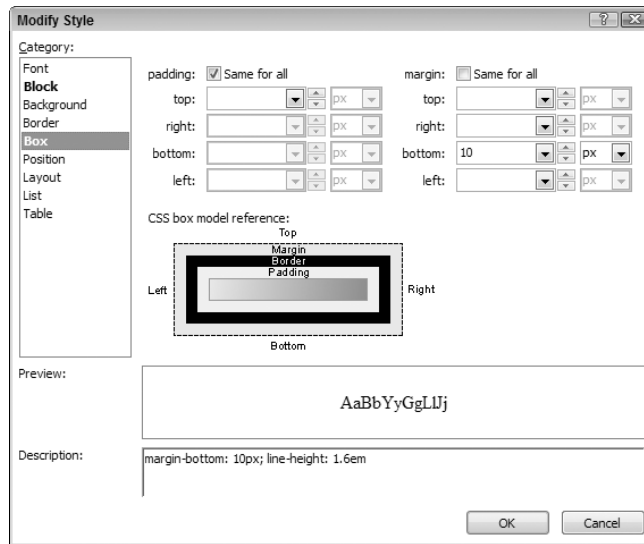 Modify Style
Category:
Font
Block
Background
Border
Box
Position
Layout
List
Table
padding: Same for all
top: px
right: px
bottom: px
left: px
margin: Same for all
top: px
right: px
bottom: 10 px
left: px
CSS box model reference:
Top
Margin
Border
Padding
Left
Right
Bottom
Preview:
AaBbYyGgLlJj
Description:
margin-bottom: 10px; line-height: 1.6em
OK Cancel